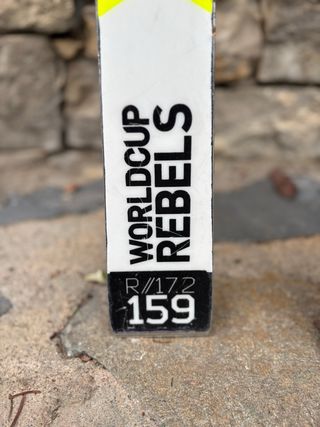 WORLDCUP
REBELS
R//17.2
159